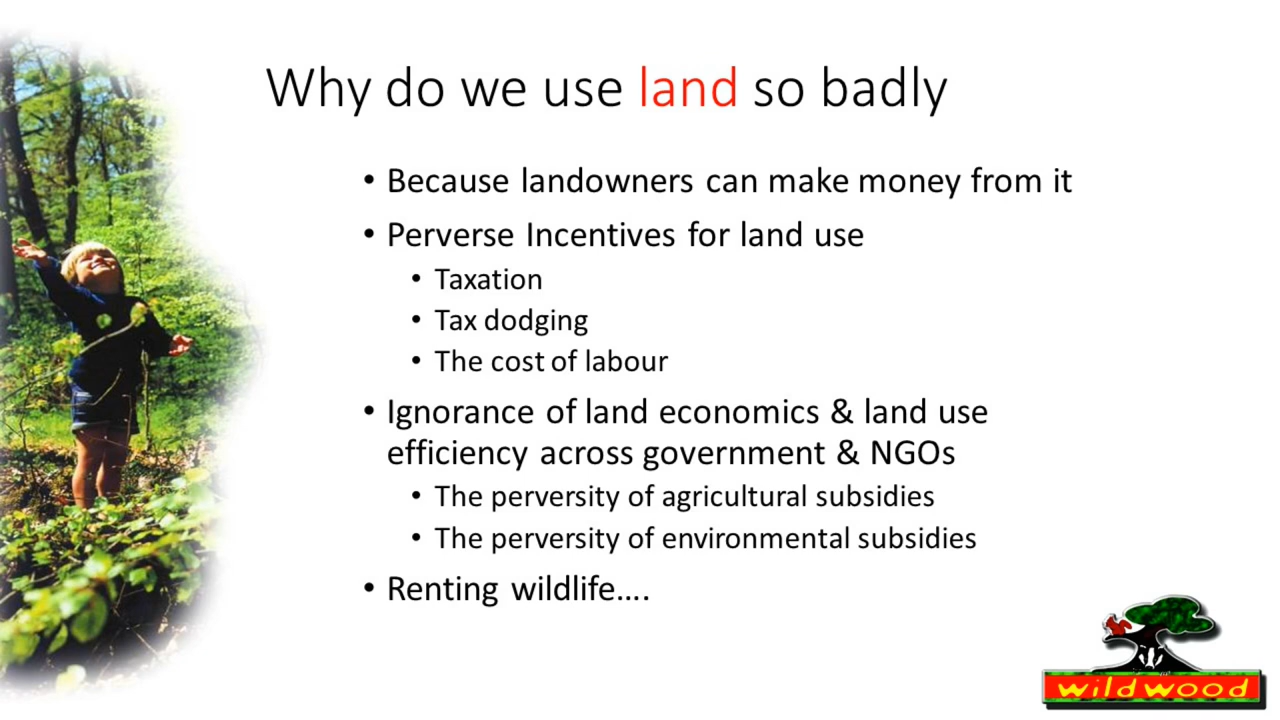 Why do we use land so badly
• Because landowners can make money from it
• Perverse Incentives for land use
• Taxation
• Tax dodging
• The cost of labour
• Ignorance of land economics & land use
efficiency across government & NGOs
• The perversity of agricultural subsidies
• The perversity of environmental subsidies
• Renting wildlife....
wildwood